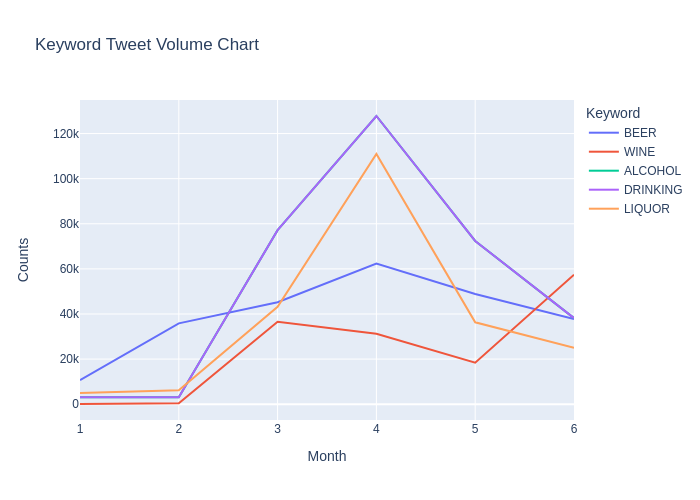 Keyword Tweet Volume Chart
Keyword
BEER
WINE
ALCOHOL
DRINKING
LIQUOR
Counts
120k
100k
80k
60k
40k
20k
0
1 2 3 4 5 6
Month